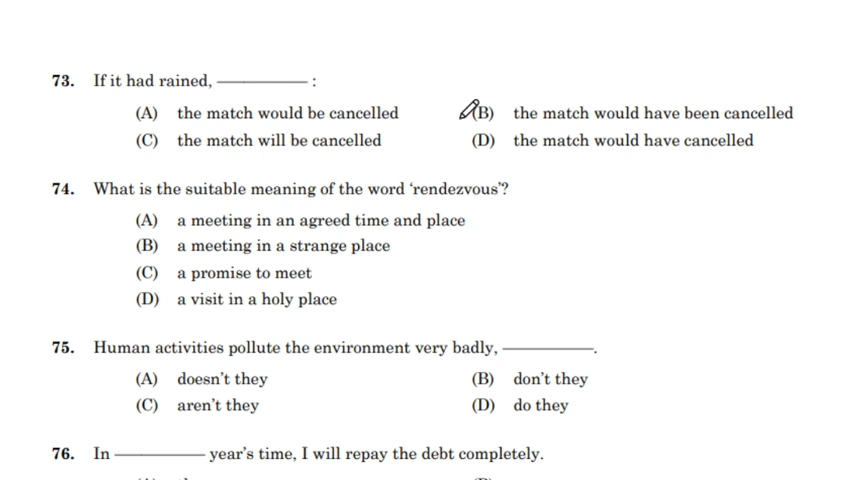 73. If it had rained, ————— :
(A) the match would be cancelled (B) the match would have been cancelled
(C) the match will be cancelled (D) the match would have cancelled
74. What is the suitable meaning of the word ‘rendezvous’?
(A) a meeting in an agreed time and place
(B) a meeting in a strange place
(C) a promise to meet
(D) a visit in a holy place
75. Human activities pollute the environment very badly, —————.
(A) doesn’t they (B) don’t they
(C) aren’t they (D) do they
76. In ————— year’s time, I will repay the debt completely.